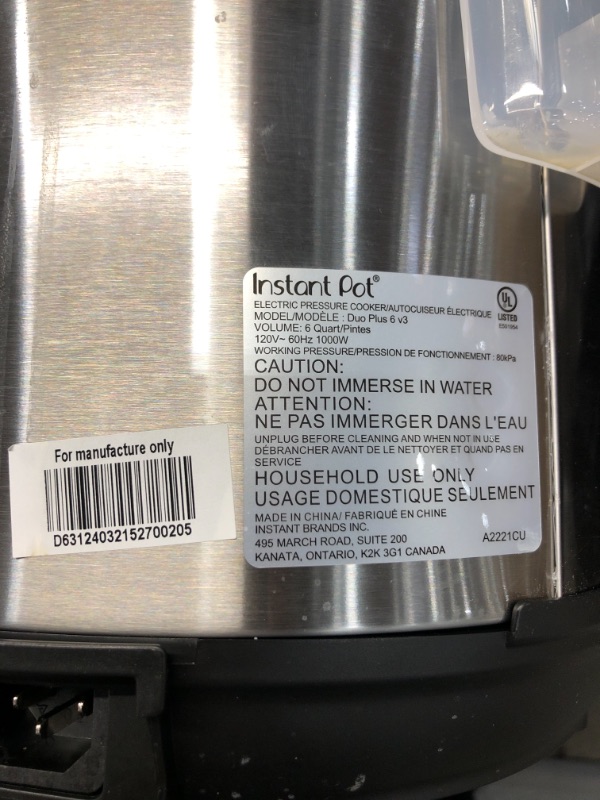 Instant Pot®
ELECTRIC PRESSURE COOKER/AUTOCUISEUR ÉLECTRIQUE
MODEL/MODÈLE : Duo Plus 6 v3
VOLUME: 6 Quart/Pintes
120V~ 60Hz 1000W
WORKING PRESSURE/PRESSION DE FONCTIONNEMENT : 80kPa
UL
LISTED
CAUTION:
DO NOT IMMERSE IN WATER
ATTENTION:
NE PAS IMMERGER DANS L'EAU
UNPLUG BEFORE CLEANING AND WHEN NOT IN USE
DÉBRANCHER AVANT DE LE NETTOYER ET QUAND PAS EN
SERVICE
HOUSEHOLD USE ONLY
USAGE DOMESTIQUE SEULEMENT
MADE IN CHINA/ FABRIQUÉ EN CHINE
INSTANT BRANDS INC.
495 MARCH ROAD, SUITE 200
KANATA, ONTARIO, K2K 3G1 CANADA
A2221CU
For manufacture only
D63124032152700205